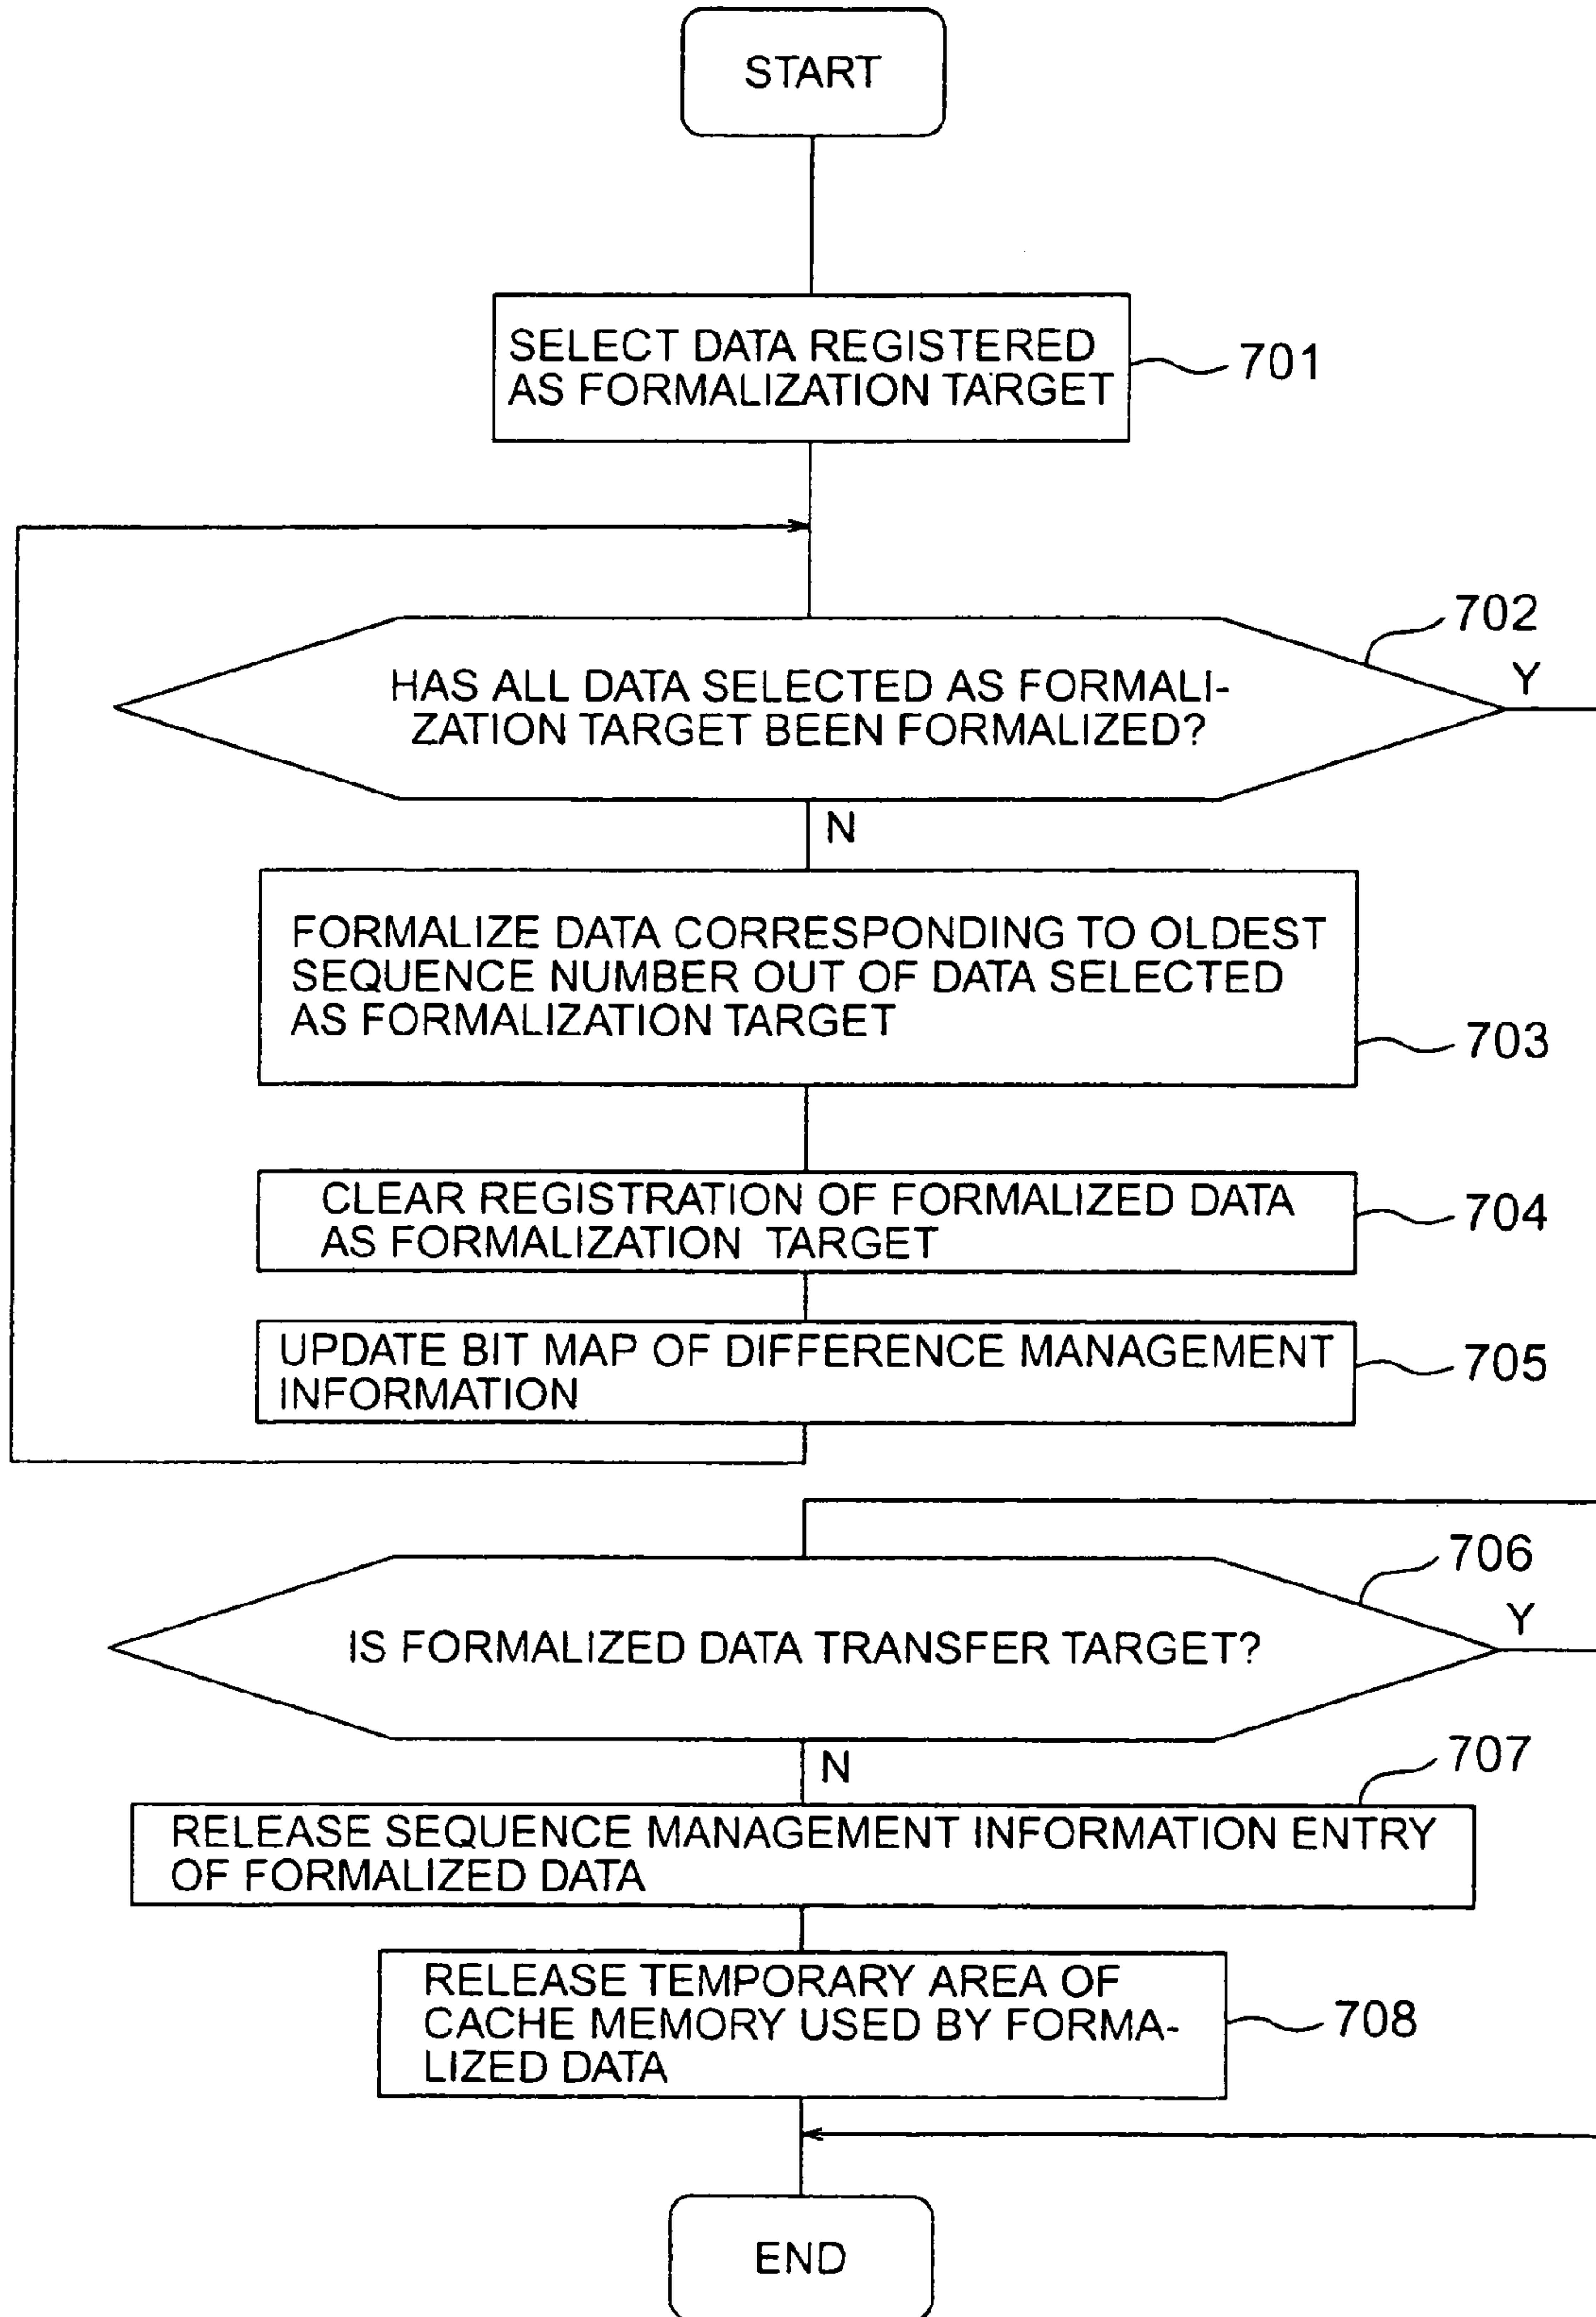 START
SELECT DATA REGISTERED
AS FORMALIZATION TARGET
701
702
HAS ALL DATA SELECTED AS FORMALI-
ZATION TARGET BEEN FORMALIZED?
Y
N
FORMALIZE DATA CORRESPONDING TO OLDEST
SEQUENCE NUMBER OUT OF DATA SELECTED
AS FORMALIZATION TARGET
703
CLEAR REGISTRATION OF FORMALIZED DATA
AS FORMALIZATION TARGET
704
UPDATE BIT MAP OF DIFFERENCE MANAGEMENT
INFORMATION
705
706
IS FORMALIZED DATA TRANSFER TARGET?
Y
N
707
RELEASE SEQUENCE MANAGEMENT INFORMATION ENTRY
OF FORMALIZED DATA
RELEASE TEMPORARY AREA OF
CACHE MEMORY USED BY FORMA-
LIZED DATA
708
END